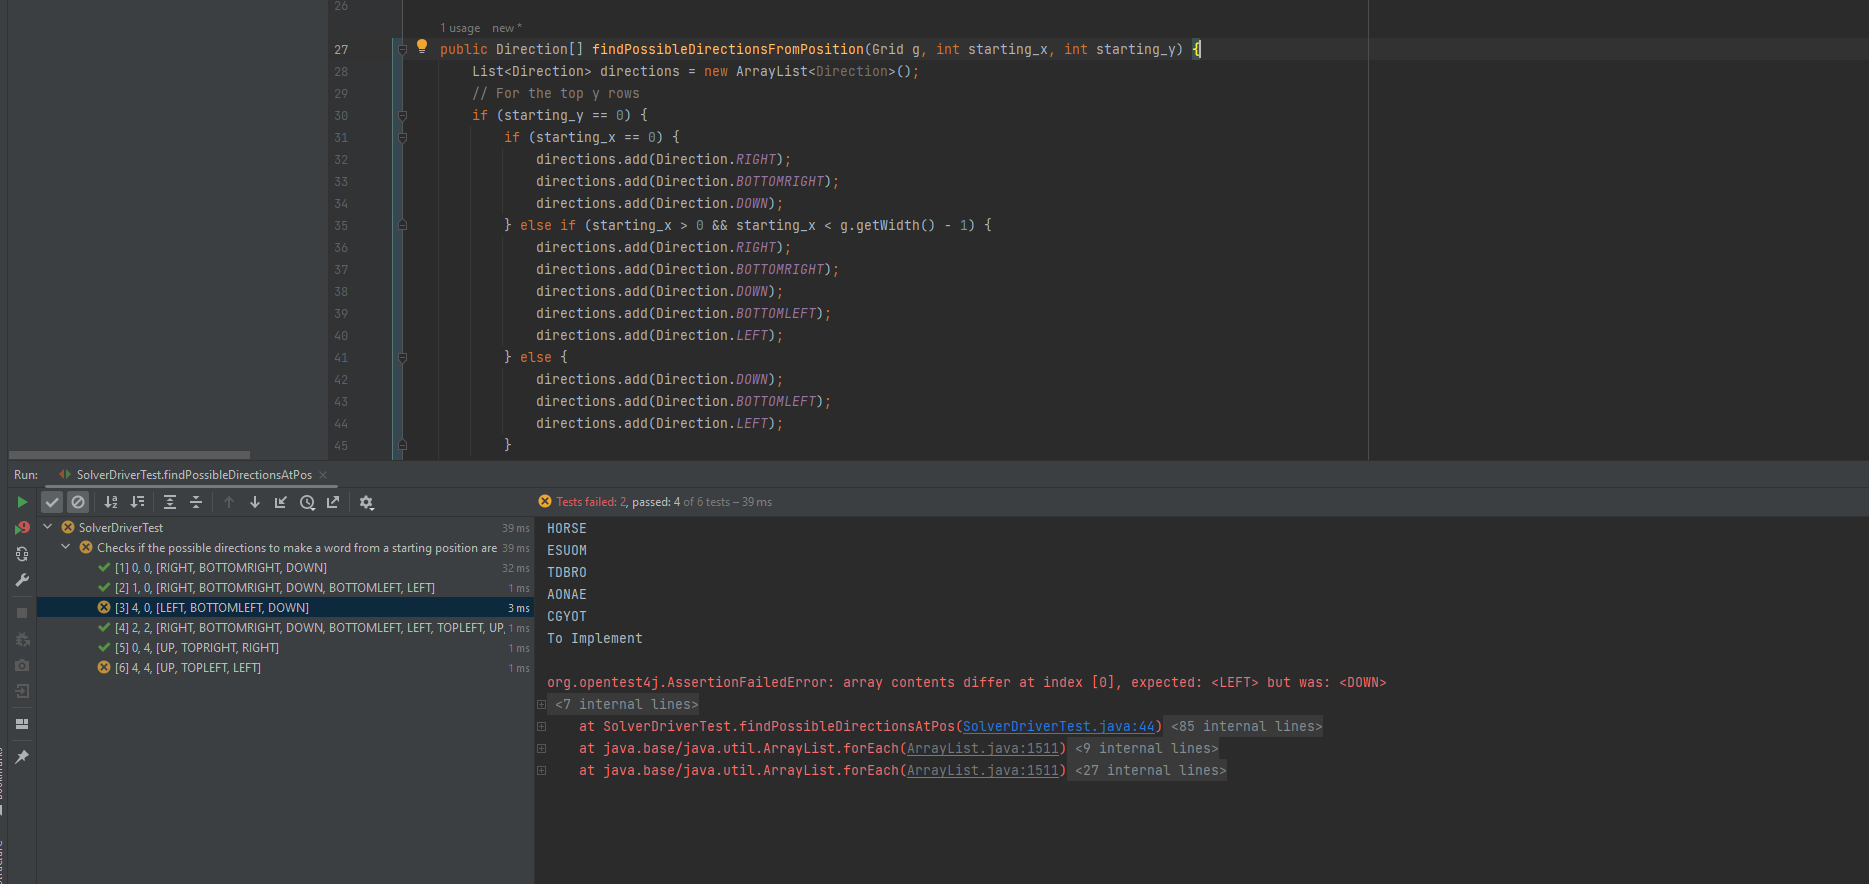 26
1 usage new *
27 public Direction[] findPossibleDirectionsFromPosition(Grid g, int starting_x, int starting_y) {
28 List<Direction> directions = new ArrayList<Direction>();
29 // For the top y rows
30 if (starting_y == 0) {
31 if (starting_x == 0) {
32 directions.add(Direction.RIGHT);
33 directions.add(Direction.BOTTOMRIGHT);
34 directions.add(Direction.DOWN);
35 } else if (starting_x > 0 && starting_x < g.getWidth() - 1) {
36 directions.add(Direction.RIGHT);
37 directions.add(Direction.BOTTOMRIGHT);
38 directions.add(Direction.DOWN);
39 directions.add(Direction.BOTTOMLEFT);
40 directions.add(Direction.LEFT);
41 } else {
42 directions.add(Direction.DOWN);
43 directions.add(Direction.BOTTOMLEFT);
44 directions.add(Direction.LEFT);
45 }
Run: SolverDriverTest.findPossibleDirectionsAtPos
Tests failed: 2, passed: 4 of 6 tests – 39 ms
SolverDriverTest 39 ms
Checks if the possible directions to make a word from a starting position are 39 ms
[1] 0, 0, [RIGHT, BOTTOMRIGHT, DOWN] 32 ms
[2] 1, 0, [RIGHT, BOTTOMRIGHT, DOWN, BOTTOMLEFT, LEFT] 1 ms
[3] 4, 0, [LEFT, BOTTOMLEFT, DOWN] 3 ms
[4] 2, 2, [RIGHT, BOTTOMRIGHT, DOWN, BOTTOMLEFT, LEFT, TOPLEFT, UP, 1 ms
[5] 0, 4, [UP, TOPRIGHT, RIGHT] 1 ms
[6] 4, 4, [UP, TOPLEFT, LEFT] 1 ms
HORSE
ESUOM
TDBRO
AONAE
CGYOT
To Implement
org.opentest4j.AssertionFailedError: array contents differ at index [0], expected: <LEFT> but was: <DOWN>
<7 internal lines>
at SolverDriverTest.findPossibleDirectionsAtPos(SolverDriverTest.java:44) <85 internal lines>
at java.base/java.util.ArrayList.forEach(ArrayList.java:1511) <9 internal lines>
at java.base/java.util.ArrayList.forEach(ArrayList.java:1511) <27 internal lines>